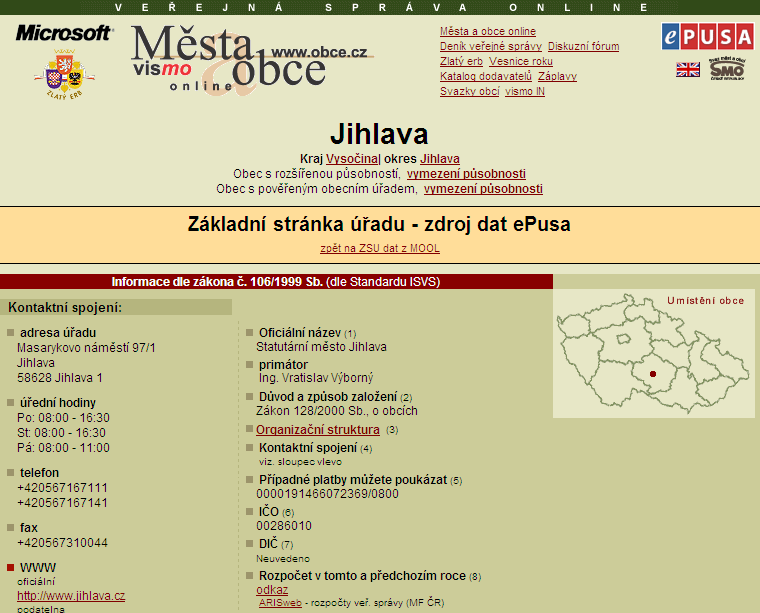 VEŘEJNÁ SPRÁVA ONLINE
Microsoft®
ZLATÝ ERB
Města
www.obce.cz
vismo
obce
online
Města a obce online
Deník veřejné správy Diskuzní fórum
Zlatý erb Vesnice roku
Katalog dodavatelů Záplavy
Svazky obcí vismo IN
ePUSA
SMO
Jihlava
Kraj Vysočina| okres Jihlava
Obec s rozšířenou působností, vymezení působnosti
Obec s pověřeným obecním úřadem, vymezení působnosti
Základní stránka úřadu - zdroj dat ePusa
zpět na ZSU dat z MOOL
Informace dle zákona č. 106/1999 Sb. (dle Standardu ISVS)
Umístění obce
Kontaktní spojení:
adresa úřadu
Masarykovo náměstí 97/1
Jihlava
58628 Jihlava 1
úřední hodiny
Po: 08:00 - 16:30
St: 08:00 - 16:30
Pá: 08:00 - 11:00
telefon
+420567167111
+420567167141
fax
+420567310044
WWW
oficiální
http://www.jihlava.cz
podatelna
Oficiální název (1)
Statutární město Jihlava
primátor
Ing. Vratislav Výborný
Důvod a způsob založení (2)
Zákon 128/2000 Sb., o obcích
Organizační struktura (3)
Kontaktní spojení (4)
viz. sloupec vlevo
Případné platby můžete poukázat (5)
0000191466072369/0800
IČO (6)
00286010
DIČ (7)
Neuvedeno
Rozpočet v tomto a předchozím roce (8)
odkaz
ARISweb - rozpočty veř. správy (MF ČR)